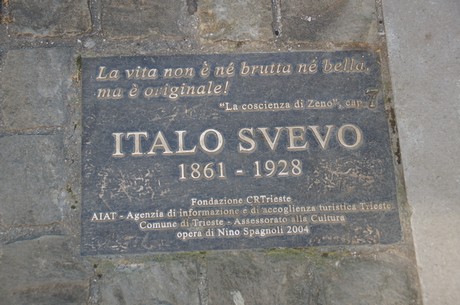 La vita non è né brutta né bella,
ma è originale!
"La coscienza di Zeno", cap. 7
ITALO SVEVO
1861 - 1928
Fondazione CRTrieste
AIAT - Agenzia di informazione e di accoglienza turistica Trieste
Comune di Trieste - Assessorato alla Cultura
opera di Nino Spagnoli 2004